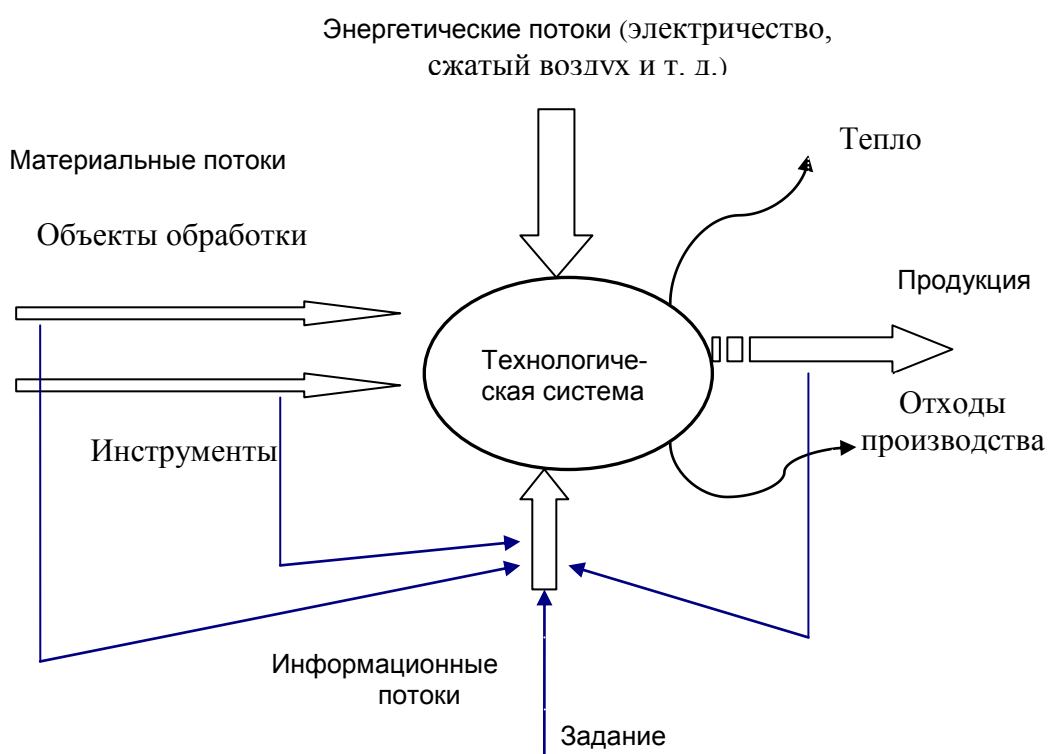 Энергетические потоки (электричество,
сжатый воздух и т. д.)
Тепло
Материальные потоки
Объекты обработки
Продукция
Технологиче-
ская система
Отходы
производства
Инструменты
Информационные
потоки
Задание